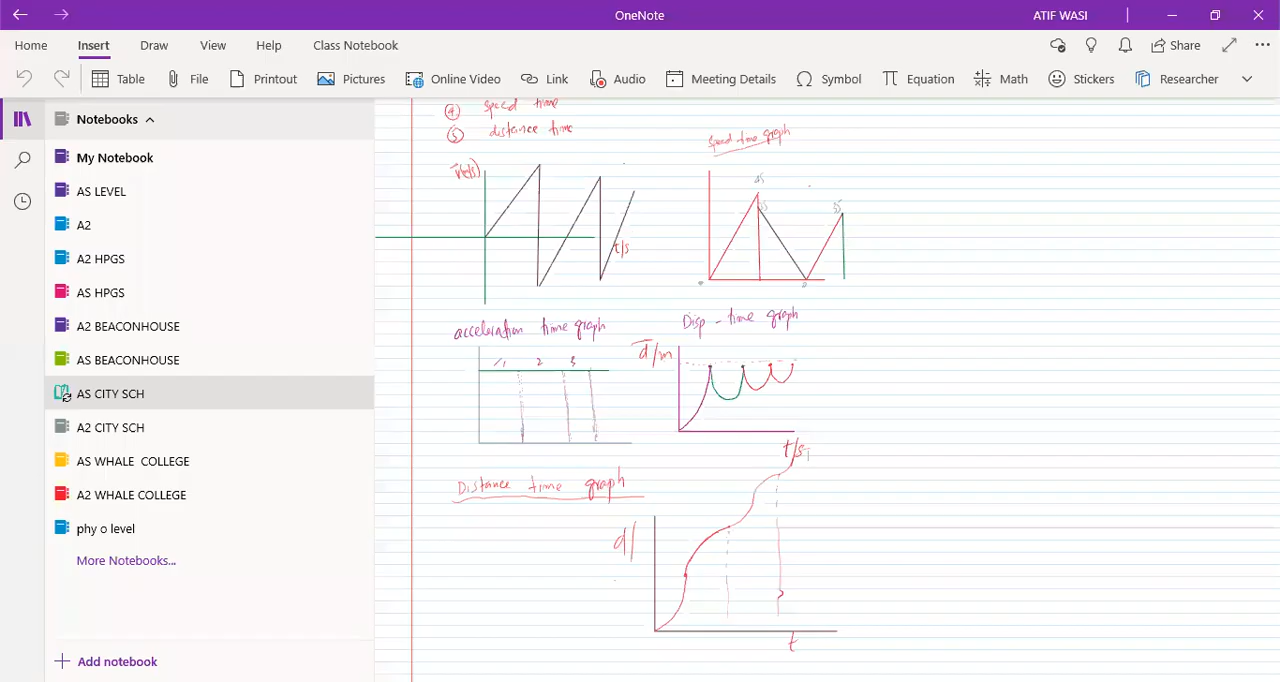 OneNote
ATIF WASI
Home Insert Draw View Help Class Notebook Share
Table File Printout Pictures Online Video Link Audio Meeting Details Symbol Equation Math Stickers Researcher
Notebooks
My Notebook
AS LEVEL
A2
A2 HPGS
AS HPGS
A2 BEACONHOUSE
AS BEACONHOUSE
AS CITY SCH
A2 CITY SCH
AS WHALE COLLEGE
A2 WHALE COLLEGE
phy o level
More Notebooks...
Add notebook
④ speed time
⑤ distance time
t/s
speed time graph
acceleration time graph
1 2 3
Disp - time graph
d/m
t/s
Distance time graph
d/
t